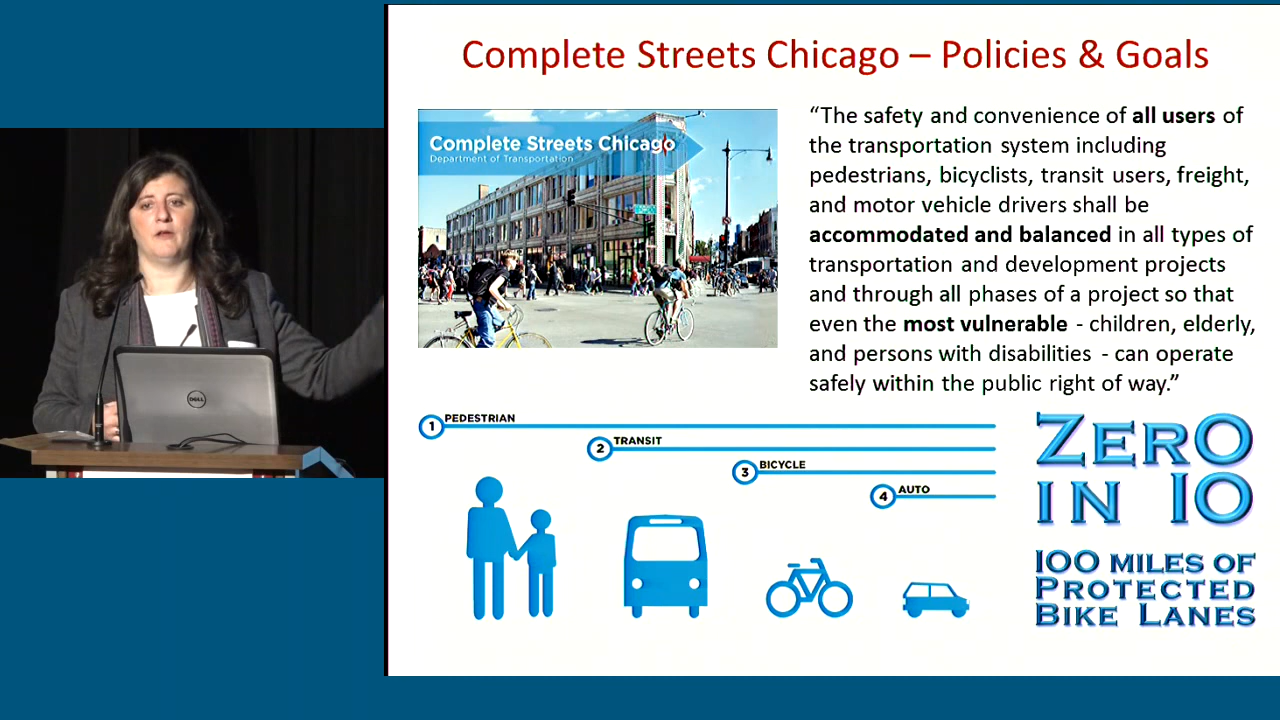 Complete Streets Chicago – Policies & Goals
Complete Streets Chicago
Department of Transportation
“The safety and convenience of all users of
the transportation system including
pedestrians, bicyclists, transit users, freight,
and motor vehicle drivers shall be
accommodated and balanced in all types of
transportation and development projects
and through all phases of a project so that
even the most vulnerable - children, elderly,
and persons with disabilities - can operate
safely within the public right of way.”
1 PEDESTRIAN
2 TRANSIT
3 BICYCLE
4 AUTO
ZERO
IN 10
100 MILES OF
PROTECTED
BIKE LANES
DELL